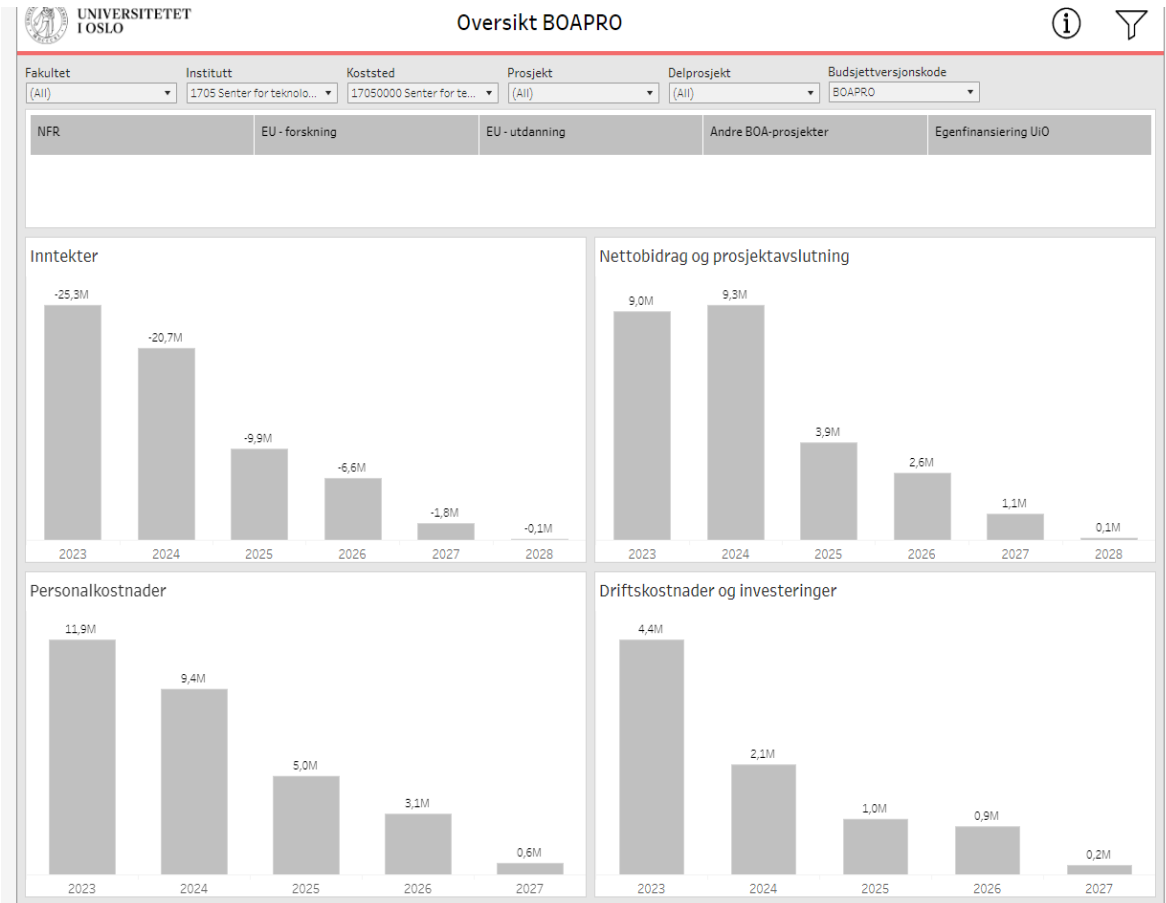 UNIVERSITETET
I OSLO
Oversikt BOAPRO
Fakultet Institutt Koststed Prosjekt Delprosjekt Budsjettversjonskode
(All) 1705 Senter for teknolo... 17050000 Senter for te... (All) (All) BOAPRO
NFR EU - forskning EU - utdanning Andre BOA-prosjekter Egenfinansiering UiO
Inntekter
-25,3M
-20,7M
-9,9M
-6,6M
-1,8M
-0,1M
2023 2024 2025 2026 2027 2028
Nettobidrag og prosjektavslutning
9,0M
9,3M
3,9M
2,6M
1,1M
0,1M
2023 2024 2025 2026 2027 2028
Personalkostnader
11,9M
9,4M
5,0M
3,1M
0,6M
2023 2024 2025 2026 2027
Driftskostnader og investeringer
4,4M
2,1M
1,0M
0,9M
0,2M
2023 2024 2025 2026 2027